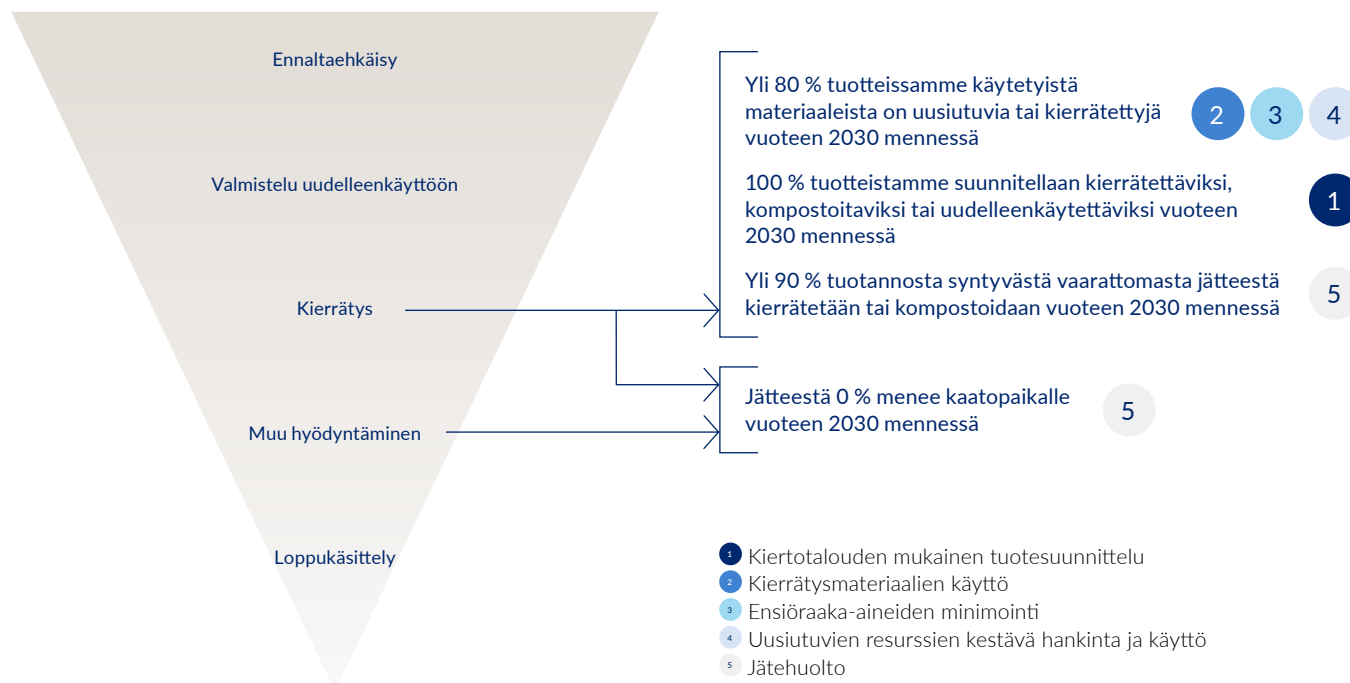 Ennaltaehkäisy
Valmistelu uudelleenkäyttöön
Kierrätys
Muu hyödyntäminen
Loppukäsittely
Yli 80 % tuotteissamme käytetyistä
materiaaleista on uusiutuvia tai kierrätettyjä
vuoteen 2030 mennessä
2 3 4
100 % tuotteistamme suunnitellaan kierrätettäviksi,
kompostoitaviksi tai uudelleenkäytettäviksi vuoteen
2030 mennessä
1
Yli 90 % tuotannosta syntyvästä vaarattomasta jätteestä
kierrätetään tai kompostoidaan vuoteen 2030 mennessä
5
Jätteestä 0 % menee kaatopaikalle
vuoteen 2030 mennessä
5
1 Kiertotalouden mukainen tuotesuunnittelu
2 Kierrätysmateriaalien käyttö
3 Ensiöraaka-aineiden minimointi
4 Uusiutuvien resurssien kestävä hankinta ja käyttö
5 Jätehuolto